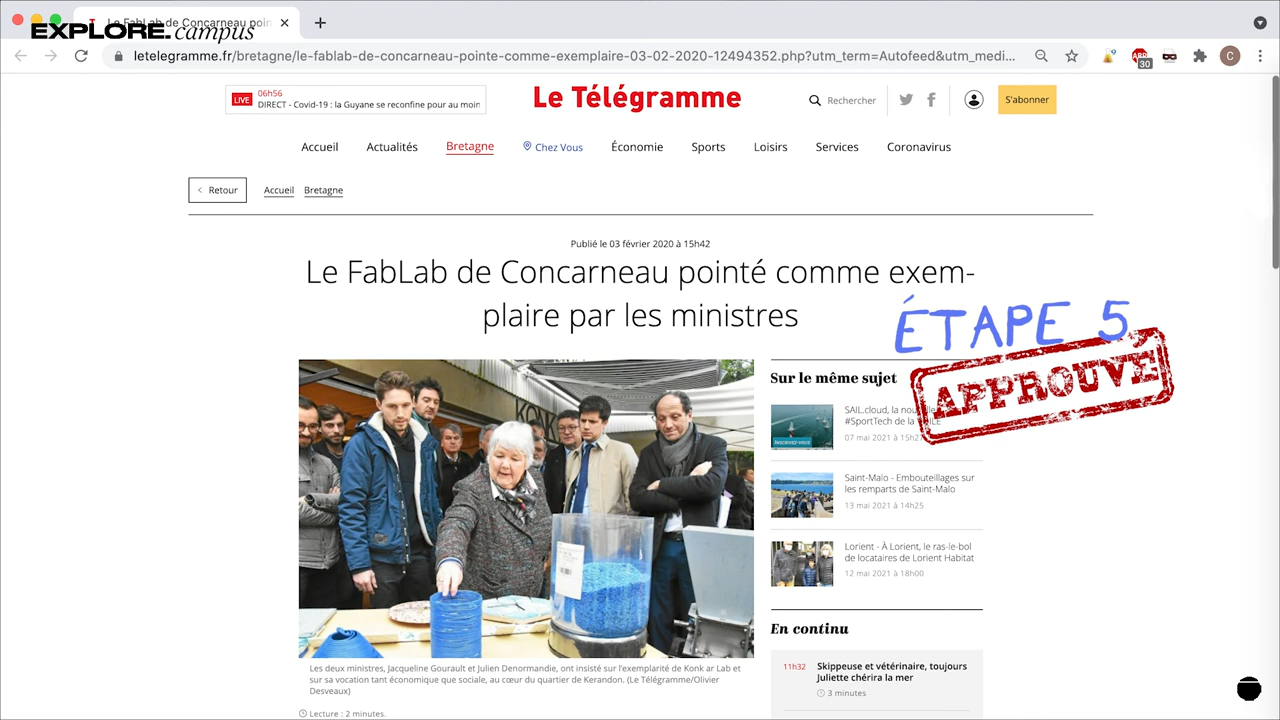 Le FabLab de Concarneau poin
EXPLORE.campus
letelegramme.fr/bretagne/le-fablab-de-concarneau-pointe-comme-exemplaire-03-02-2020-12494352.php?utm_term=Autofeed&utm_medi...
ABP
30
C
LIVE
06h56
DIRECT - Covid-19 : la Guyane se reconfine pour au moin
Le Télégramme
Rechercher
S'abonner
Accueil
Actualités
Bretagne
Chez Vous
Économie
Sports
Loisirs
Services
Coronavirus
< Retour
Accueil
Bretagne
Publié le 03 février 2020 à 15h42
Le FabLab de Concarneau pointé comme exem-
plaire par les ministres
ÉTAPE 5
APPROUVÉ
KONK
Les deux ministres, Jacqueline Gourault et Julien Denormandie, ont insisté sur l'exemplarité de Konk ar Lab et
sur sa vocation tant économique que sociale, au cœur du quartier de Kerandon. (Le Télégramme/Olivier
Desveaux)
Lecture : 2 minutes.
Sur le même sujet
SAIL.cloud, la
#SportTech de la
07 mai 2021 à 15h27
Saint-Malo - Embouteillages sur
les remparts de Saint-Malo
13 mai 2021 à 14h25
Lorient - À Lorient, le ras-le-bol
de locataires de Lorient Habitat
12 mai 2021 à 18h00
En continu
11h32
Skippeuse et vétérinaire, toujours
Juliette chérira la mer
3 minutes